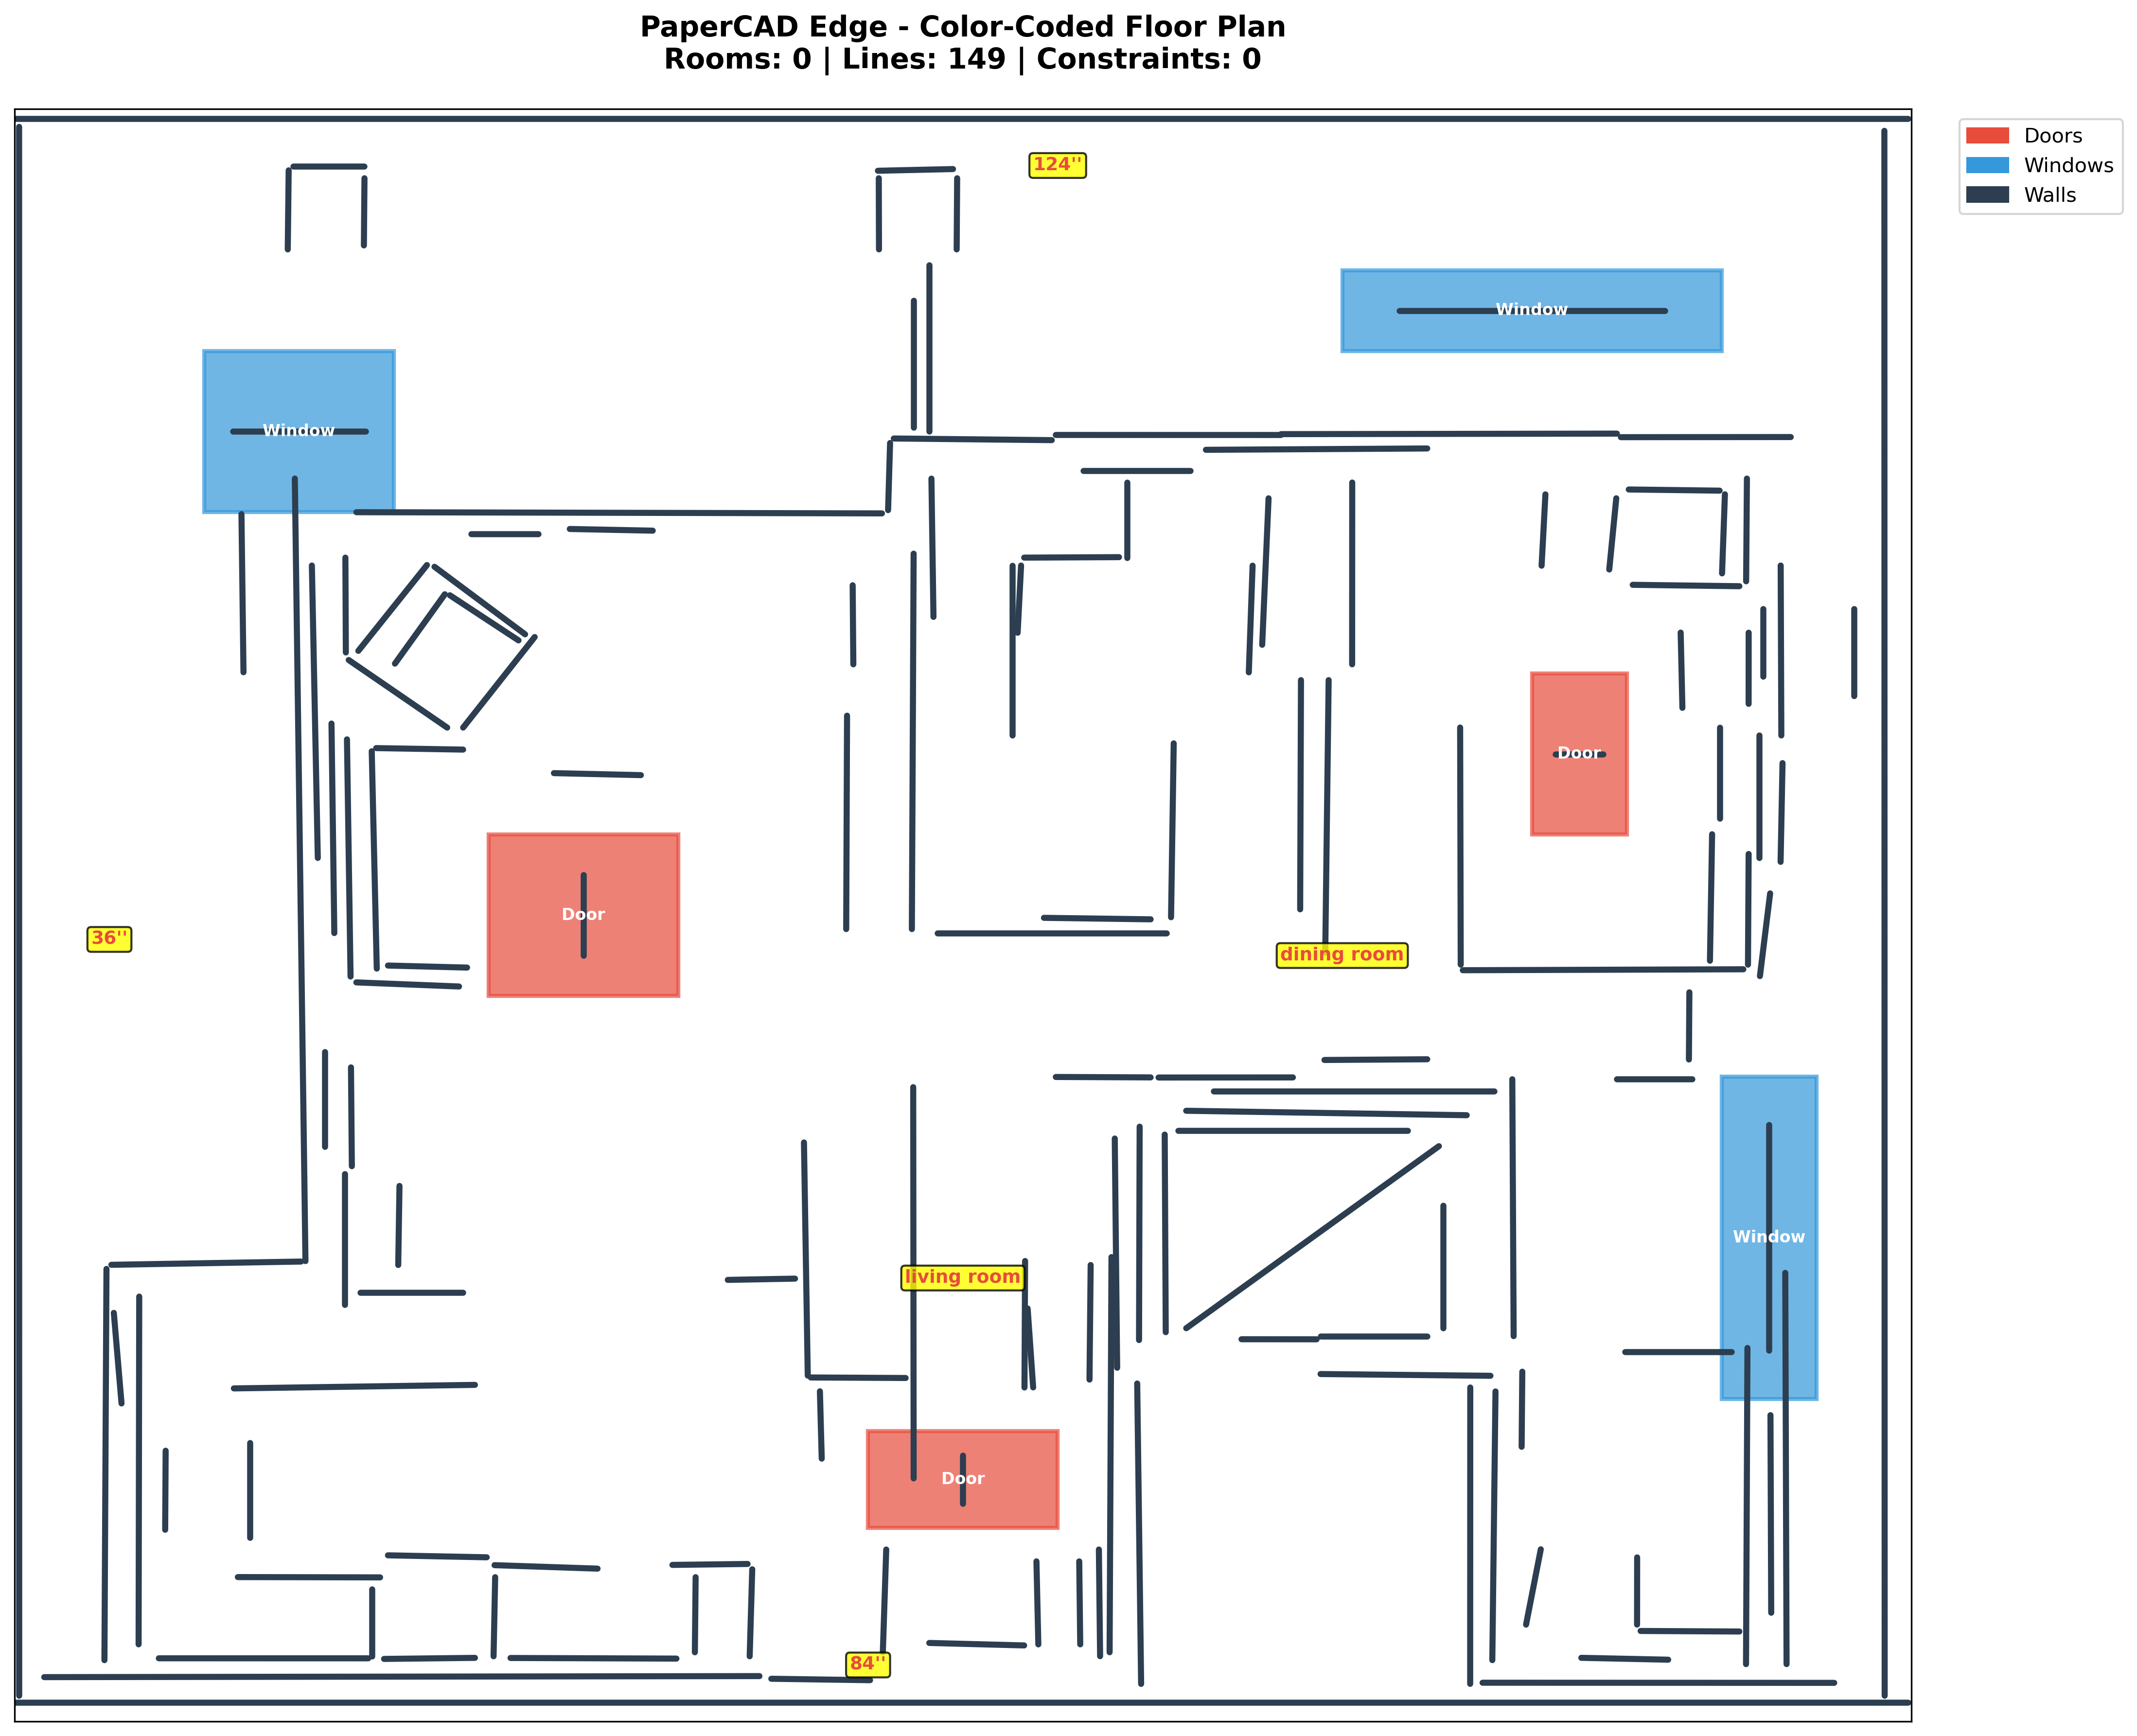 PaperCAD Edge - Color-Coded Floor Plan
Rooms: 0 | Lines: 149 | Constraints: 0
Doors
Windows
Walls
124''
Window
Window
Door
Door
36''
dining room
Window
living room
Door
84''